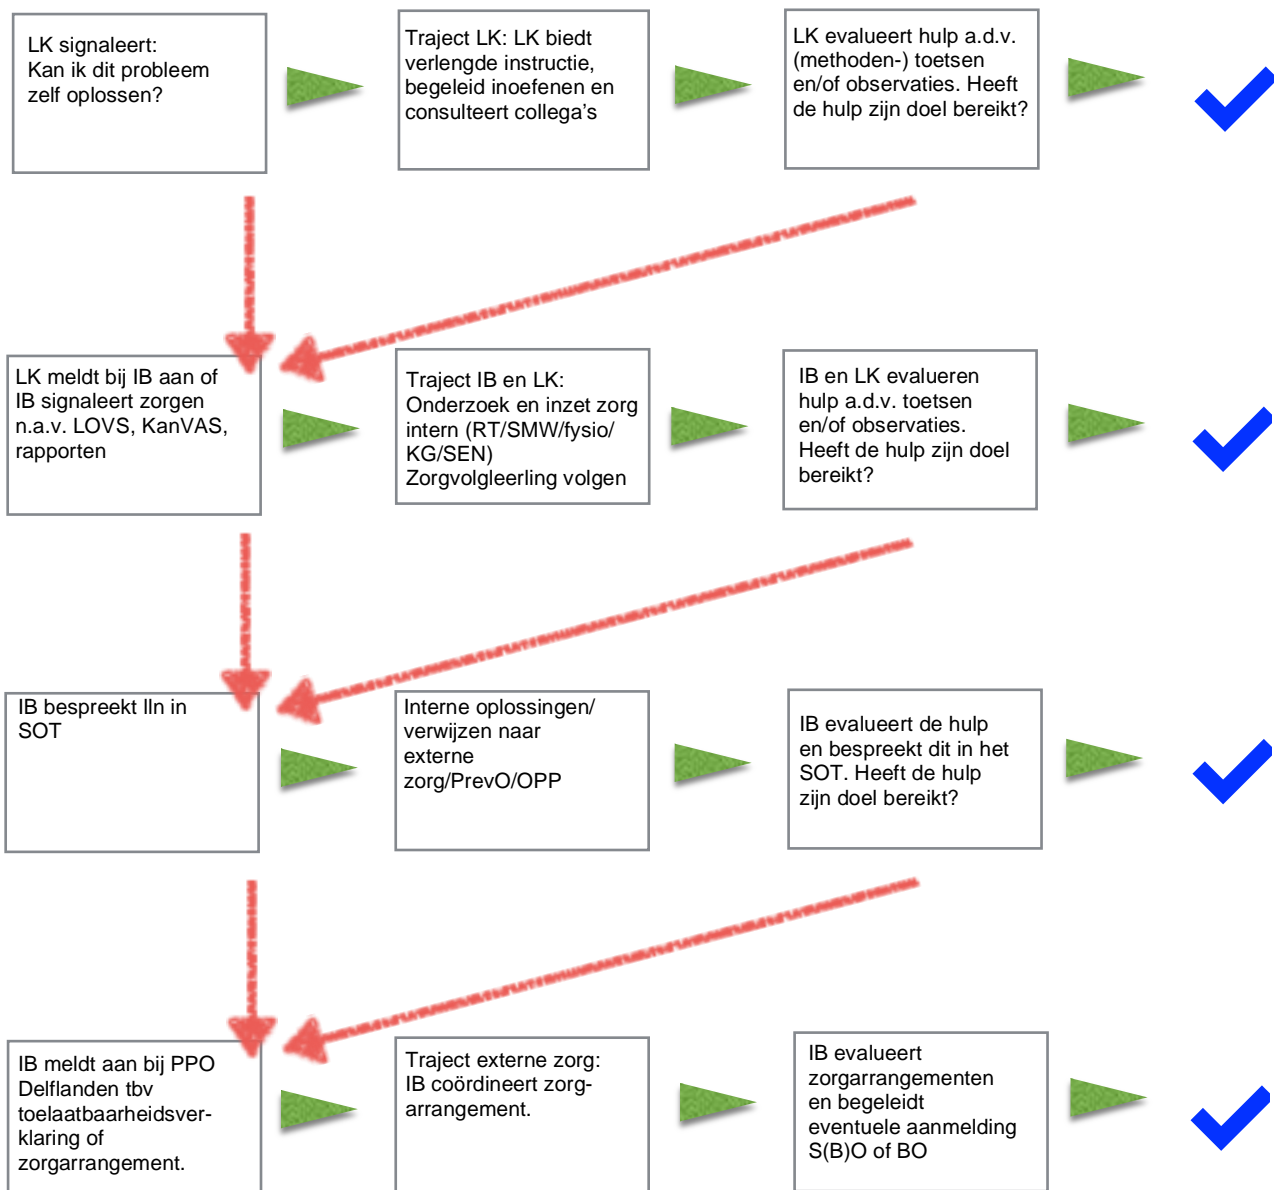 LK signaleert:
Kan ik dit probleem
zelf oplossen?
Traject LK: LK biedt
verlengde instructie,
begeleid inoefenen en
consulteert collega's
LK evalueert hulp a.d.v.
(methoden-) toetsen
en/of observaties. Heeft
de hulp zijn doel bereikt?
LK meldt bij IB aan of
IB signaleert zorgen
n.a.v. LOVS, KanVAS,
rapporten
Traject IB en LK:
Onderzoek en inzet zorg
intern (RT/SMW/fysio/
KG/SEN)
Zorgvolgleerling volgen
IB en LK evalueren
hulp a.d.v. toetsen
en/of observaties.
Heeft de hulp zijn doel
bereikt?
IB bespreekt lln in
SOT
Interne oplossingen/
verwijzen naar
externe
zorg/PrevO/OPP
IB evalueert de hulp
en bespreekt dit in het
SOT. Heeft de hulp
zijn doel bereikt?
IB meldt aan bij PPO
Delflanden tbv
toelaatbaarheidsver-
klaring of
zorgarrangement.
Traject externe zorg:
IB coördineert zorg-
arrangement.
IB evalueert
zorgarrangementen
en begeleidt
eventuele aanmelding
S(B)O of BO